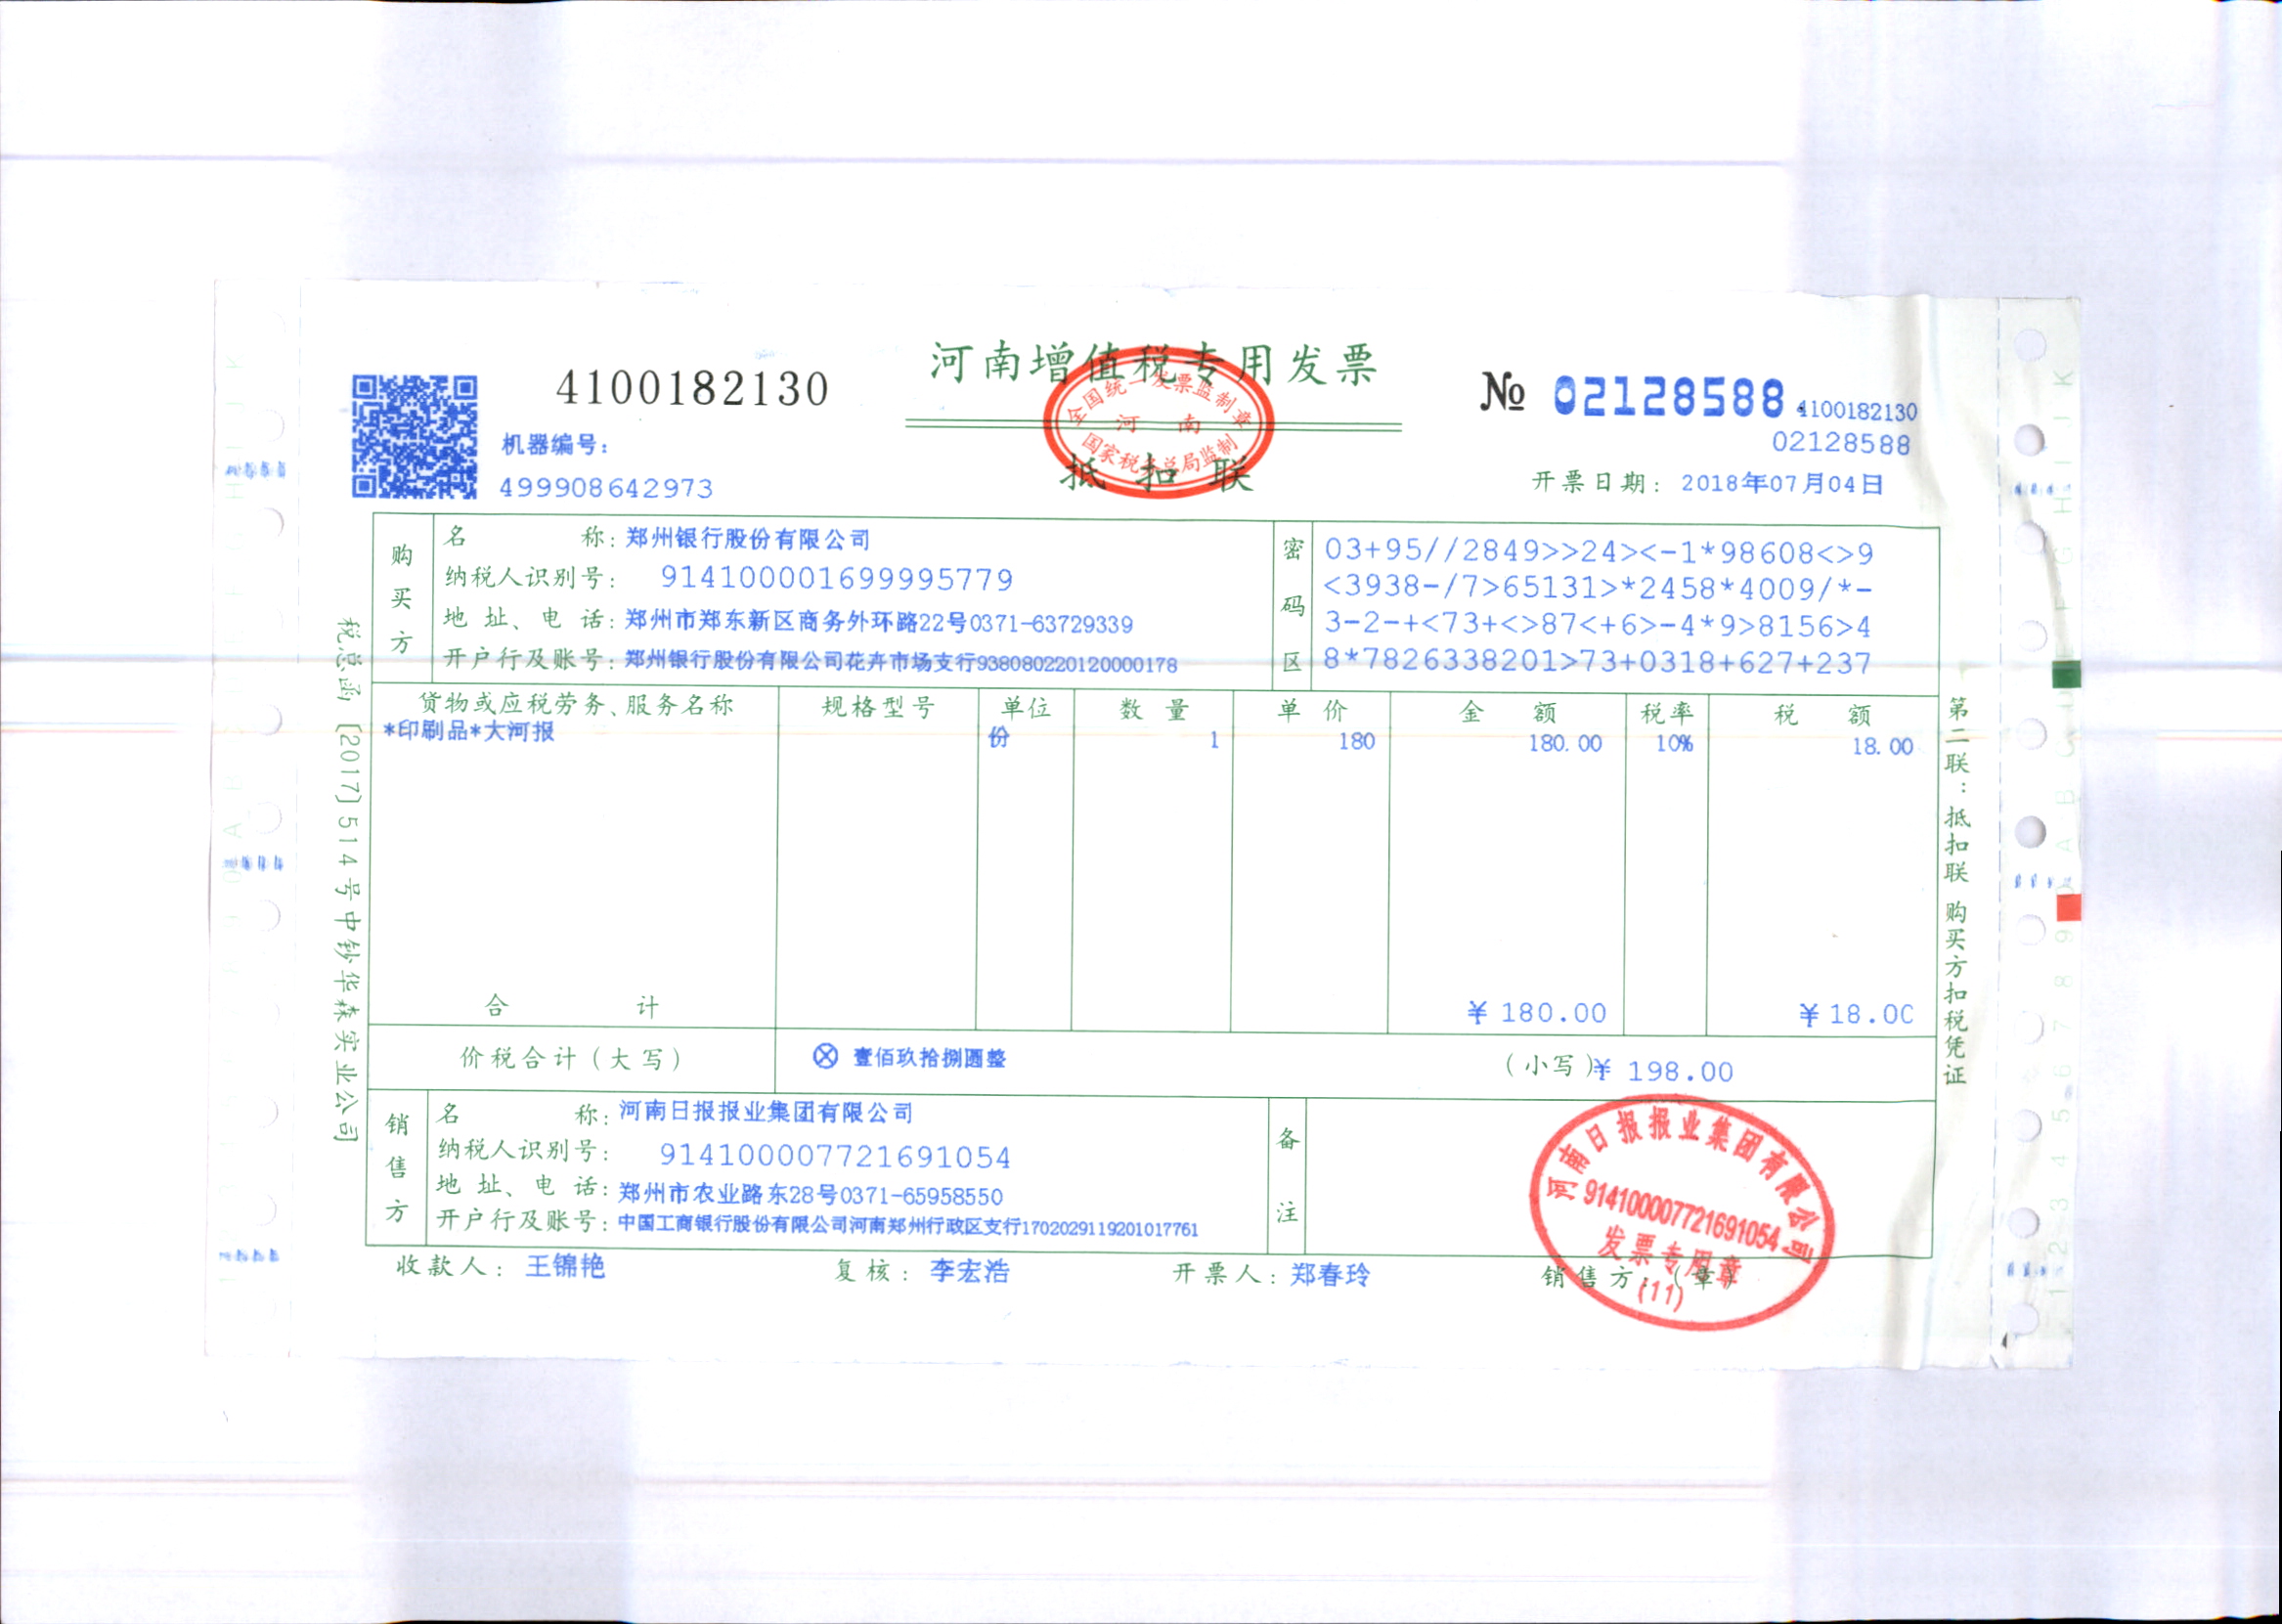 河南增值税专用发票
4100182130
№ 02128588
4100182130
02128588
机器编号：
499908642973
全国统一发票监制章
河南
国家税务总局监制
抵扣联
开票日期： 2018年07月04日
购买方
名称：郑州银行股份有限公司
纳税人识别号： 914100001699995779
地址、电话：郑州市郑东新区商务外环路22号0371-63729339
开户行及账号：郑州银行股份有限公司花卉市场支行938080220120000178
密码区
03+95//2849>>24><-1*98608<>9
<3938-/7>65131>*2458*4009/*-
3-2-+<73+<>87<+6>-4*9>8156>4
8*7826338201>73+0318+627+237
货物或应税劳务、服务名称 规格型号 单位 数量 单价 金额 税率 税额
*印刷品*大河报 份 1 180 180.00 10% 18.00
合计 ¥ 180.00 ¥ 18.00
价税合计（大写） ⊗ 壹佰玖拾捌圆整 （小写）¥ 198.00
销售方
名称：河南日报报业集团有限公司
纳税人识别号： 914100007721691054
地址、电话：郑州市农业路东28号0371-65958550
开户行及账号：中国工商银行股份有限公司河南郑州行政区支行1702029119201017761
备注
收款人： 王锦艳 复核： 李宏浩 开票人：郑春玲 销售方：（章）
河南日报报业集团有限公司
914100007721691054
发票专用章
(11)
税总函〔2017〕514号中钞华森实业公司
第二联：抵扣联 购买方扣税凭证